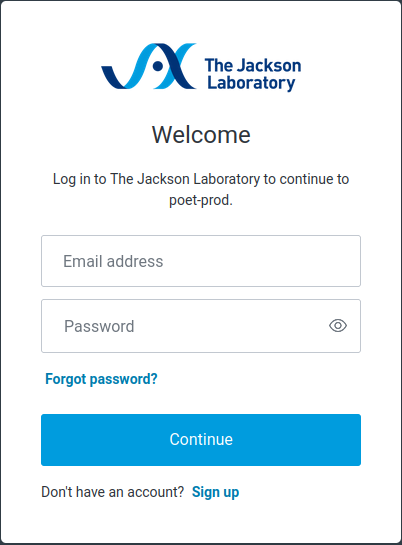 The Jackson
Laboratory
Welcome
Log in to The Jackson Laboratory to continue to
poet-prod.
Email address
Password
Forgot password?
Continue
Don't have an account? Sign up